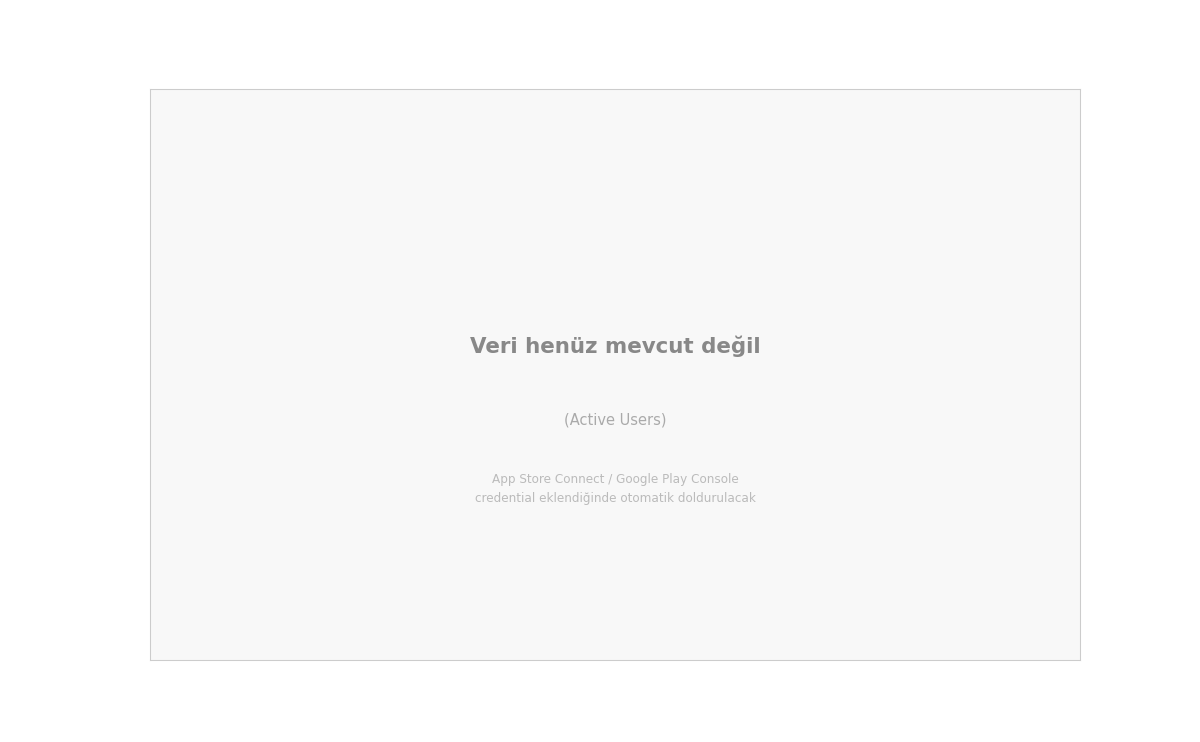 Veri henüz mevcut değil
(Active Users)
App Store Connect / Google Play Console
credential eklendiğinde otomatik doldurulacak